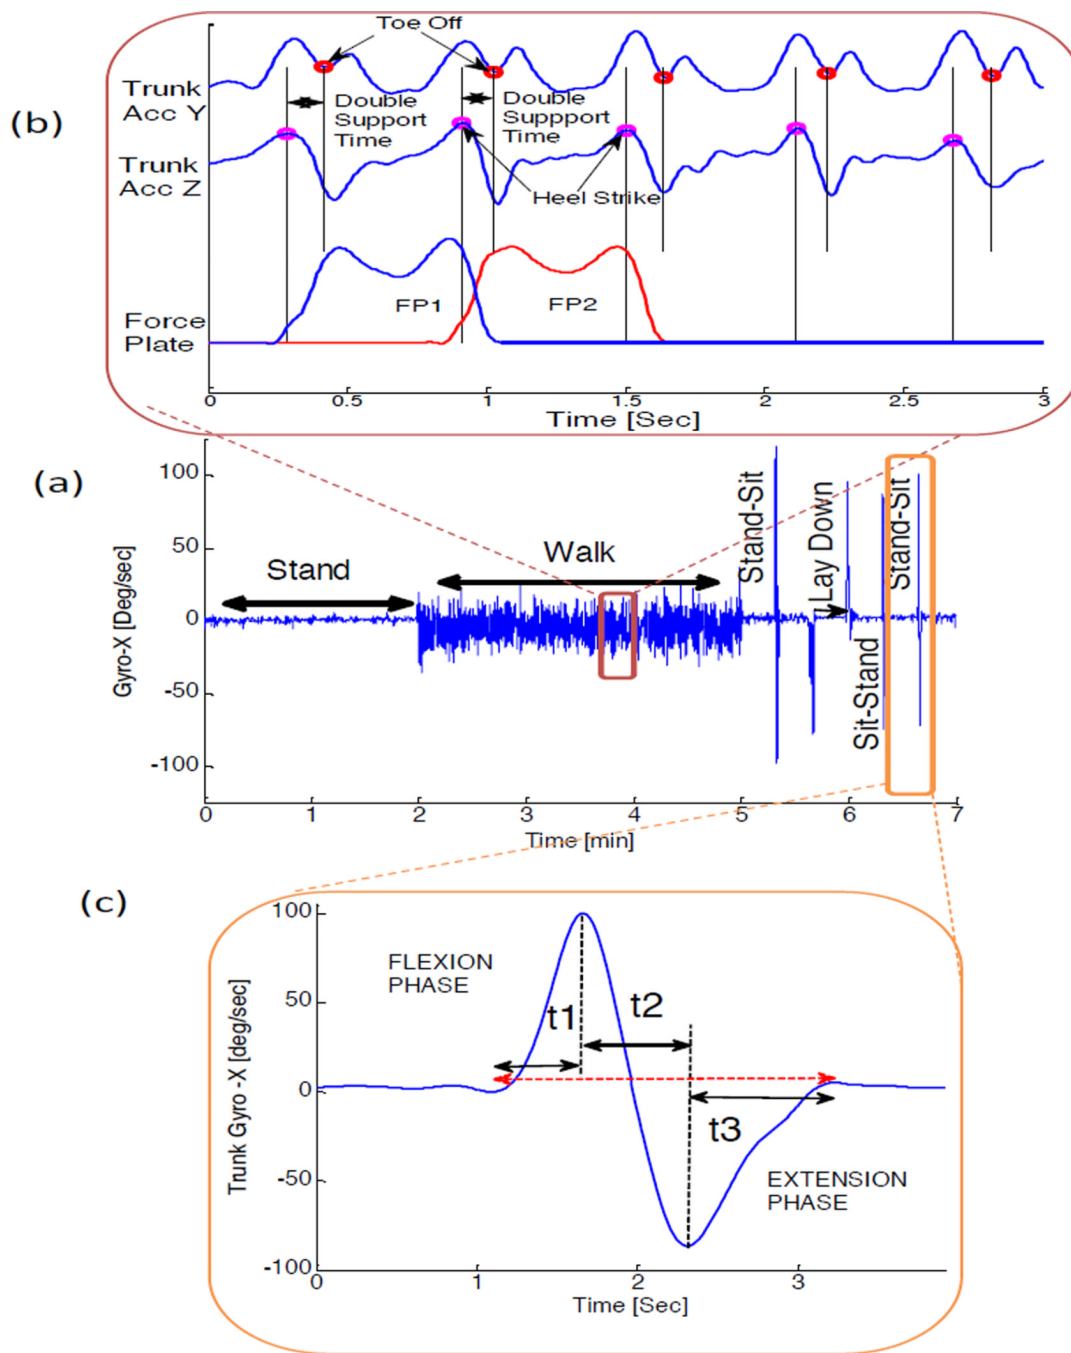 (b)
Toe Off
Trunk
Acc Y
Double
Support
Time
Double
Suppport
Time
Trunk
Acc Z
Heel Strike
FP1
FP2
Force
Plate
0
0.5
1
1.5
2
2.5
3
Time [Sec]
(a)
Gyro-X [Deg/sec]
100
50
0
-50
-100
Stand
Walk
Stand-Sit
Lay Down
Sit-Stand
Stand-Sit
0
1
2
3
4
5
6
7
Time [min]
(c)
Trunk Gyro -X [deg/sec]
100
50
0
-50
-100
FLEXION
PHASE
t1
t2
t3
EXTENSION
PHASE
0
1
2
3
Time [Sec]